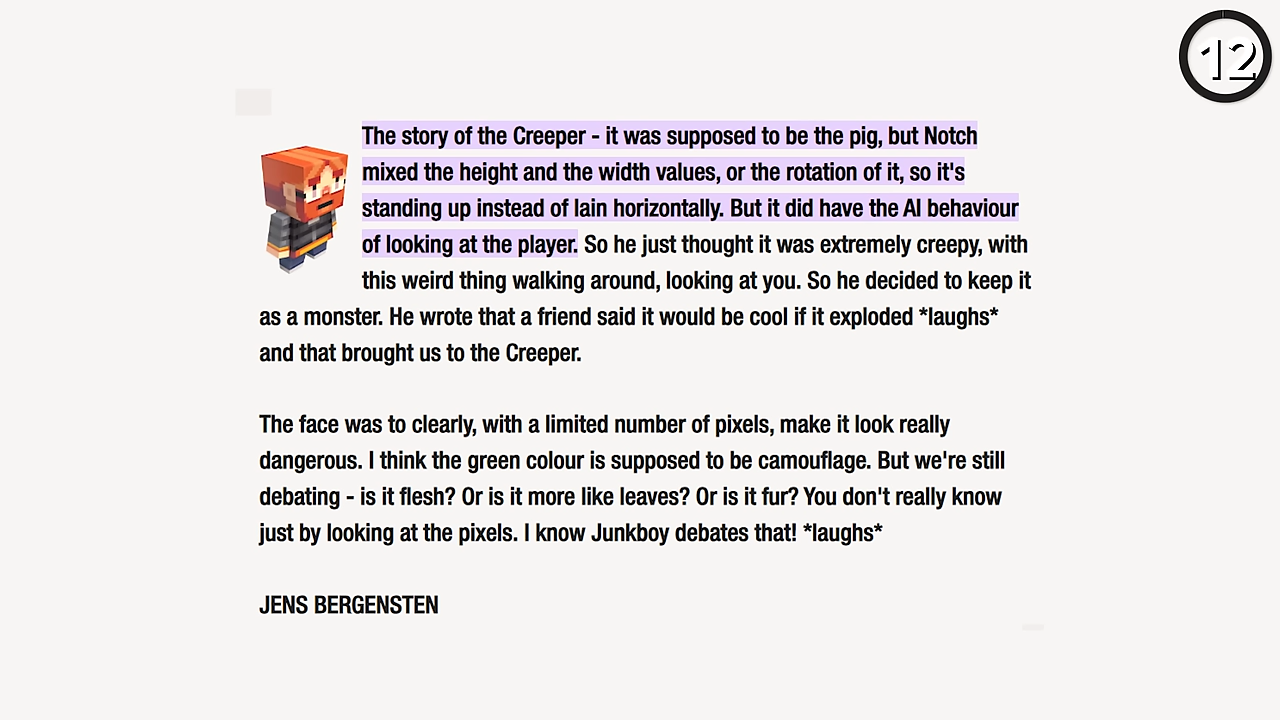 12
The story of the Creeper - it was supposed to be the pig, but Notch
mixed the height and the width values, or the rotation of it, so it's
standing up instead of lain horizontally. But it did have the AI behaviour
of looking at the player. So he just thought it was extremely creepy, with
this weird thing walking around, looking at you. So he decided to keep it
as a monster. He wrote that a friend said it would be cool if it exploded *laughs*
and that brought us to the Creeper.
The face was to clearly, with a limited number of pixels, make it look really
dangerous. I think the green colour is supposed to be camouflage. But we're still
debating - is it flesh? Or is it more like leaves? Or is it fur? You don't really know
just by looking at the pixels. I know Junkboy debates that! *laughs*
JENS BERGENSTEN